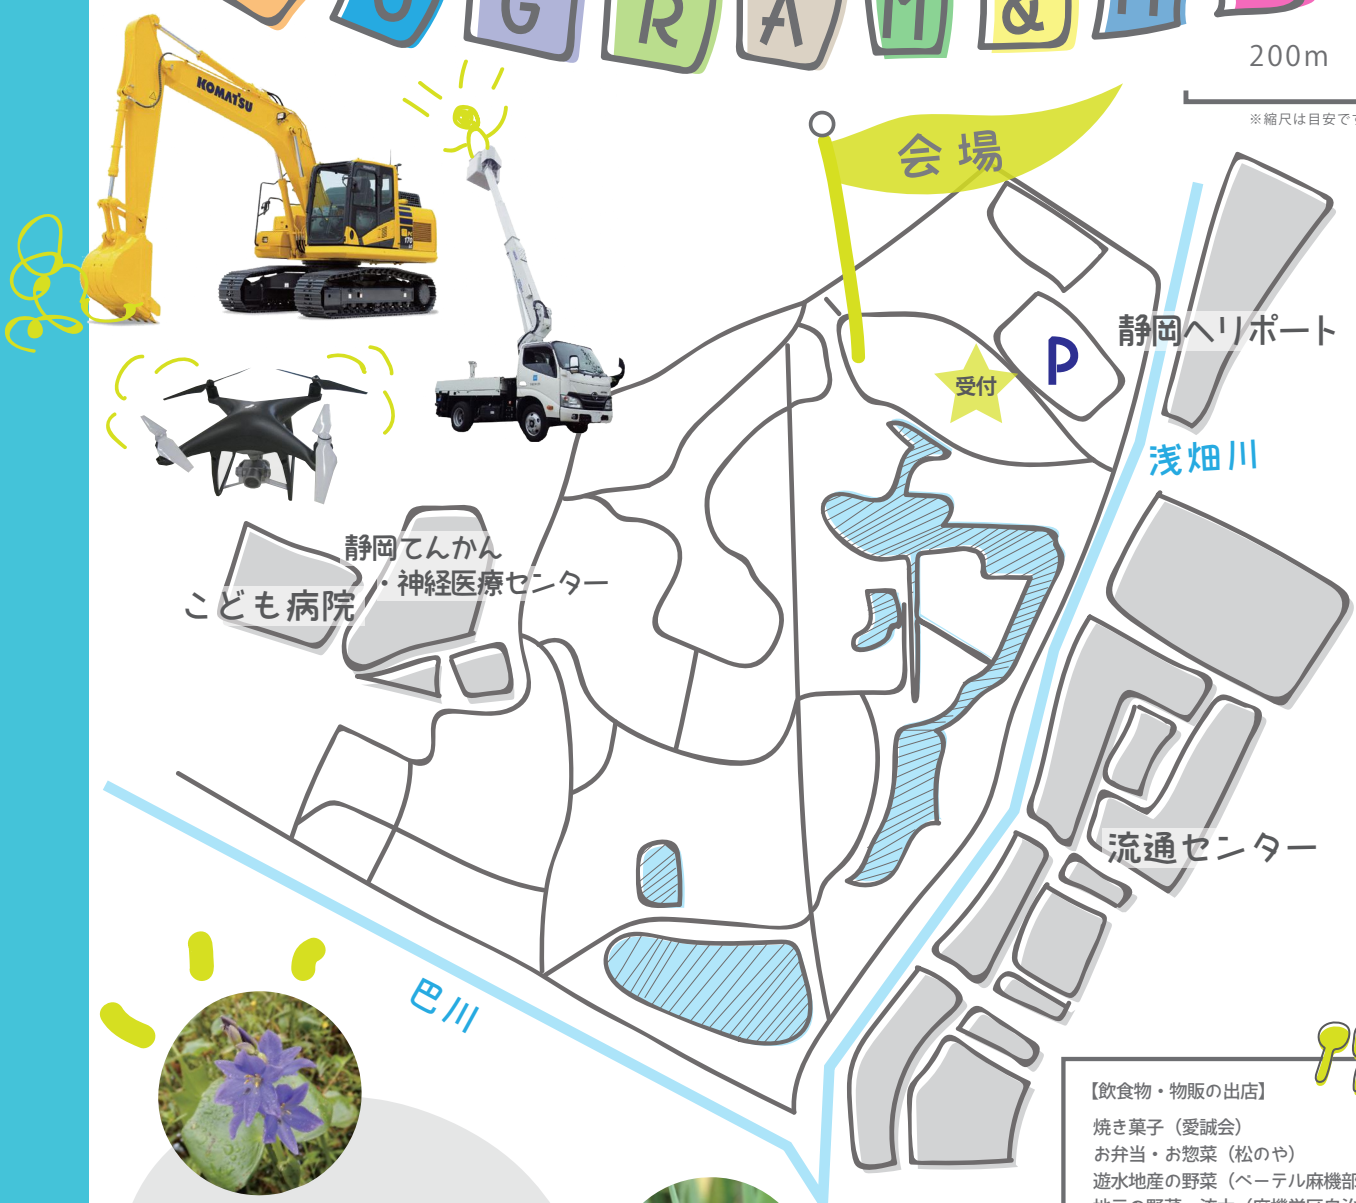 OGRAM&M
200m
※縮尺は目安で
KOMATSU
会場
静岡ヘリポート
P
受付
浅畑川
静岡てんかん
・神経医療センター
こども病院
流通センター
巴川
【飲食物・物販の出店】
焼き菓子（愛誠会）
お弁当・お惣菜（松のや）
遊水地産の野菜（ベーテル麻機部